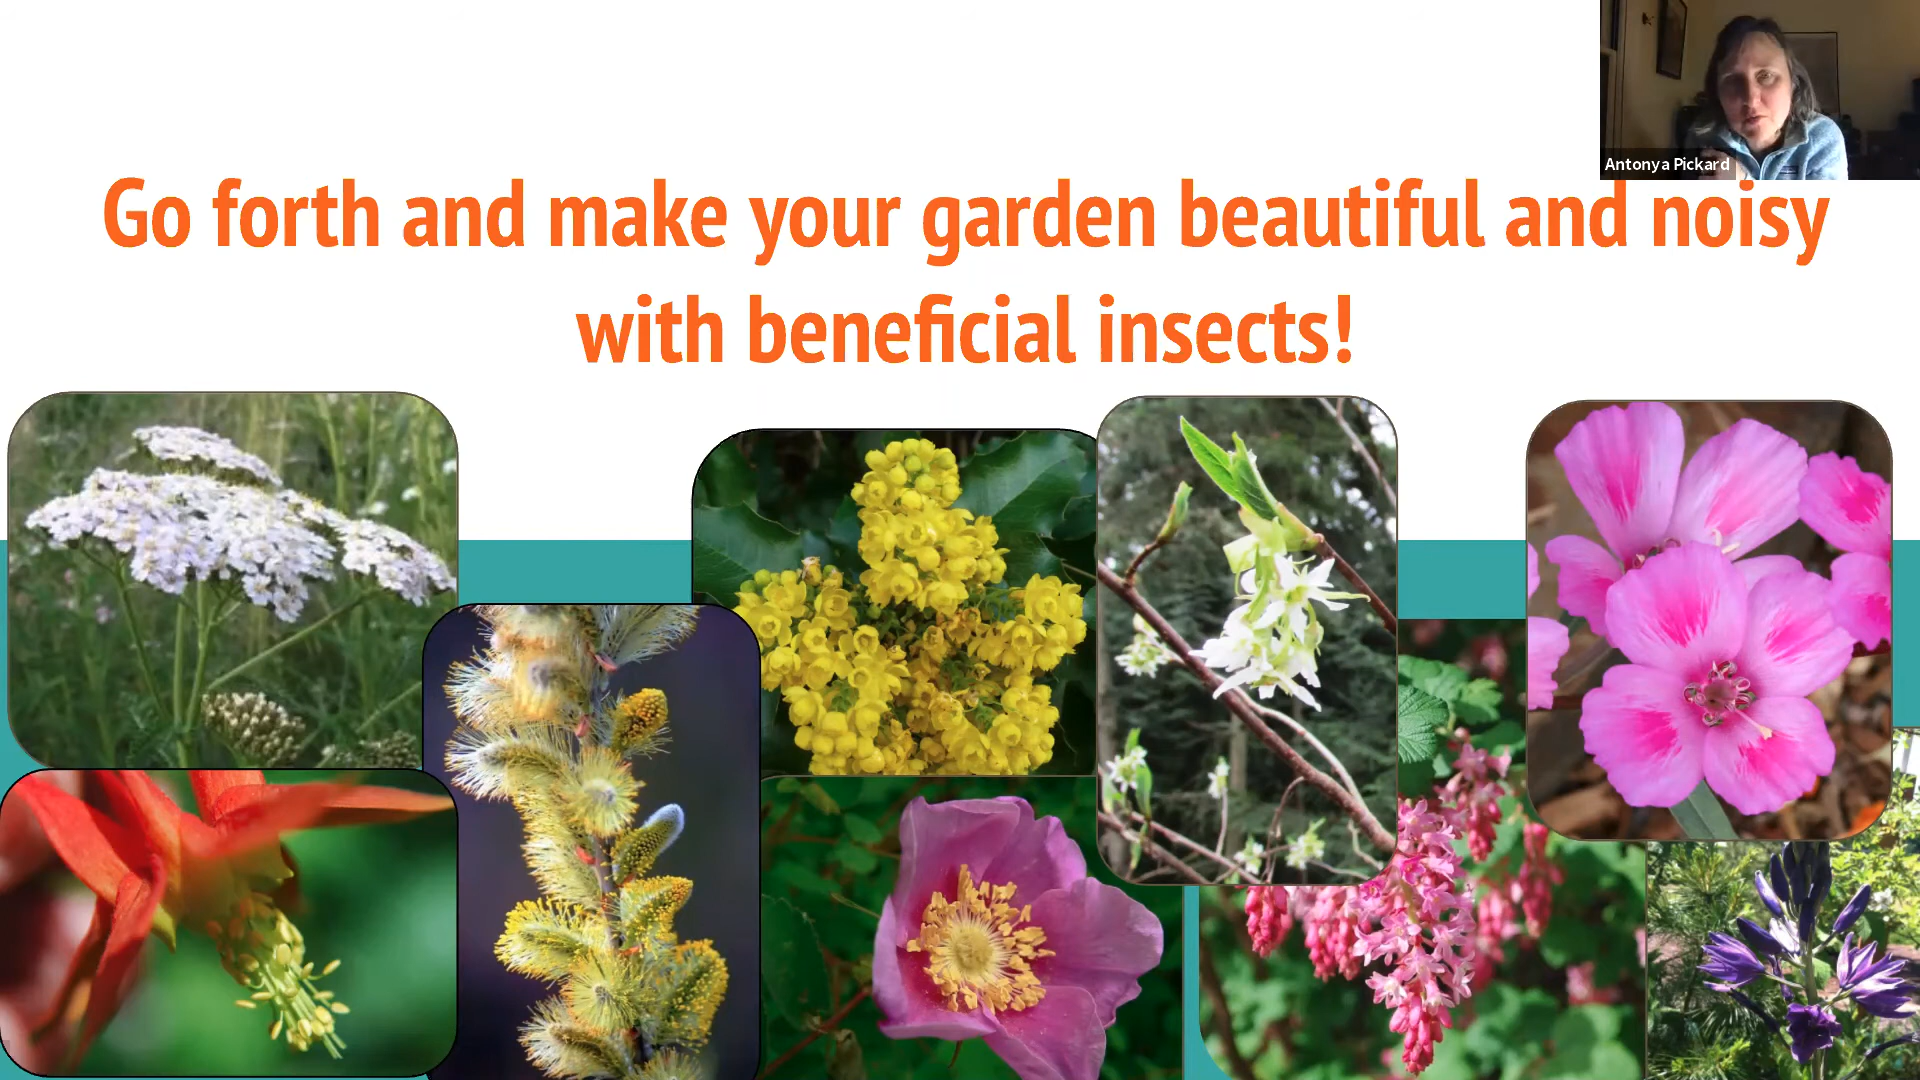 Antonya Pickard
Go forth and make your garden beautiful and noisy
with beneficial insects!